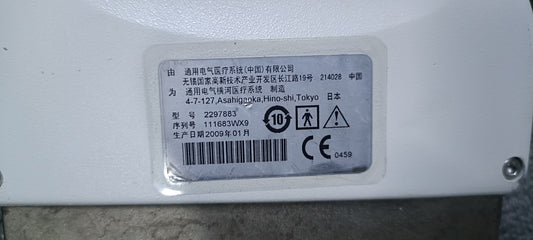 由 通用电气医疗系统(中国)有限公司
无锡国家高新技术产业开发区长江路19号 214028 中国
为 通用电气横河医疗系统 制造
4-7-127,Asahigaoka,Hino-shi,Tokyo 日本
型 号 2297883
序列号 111683WX9
生产日期 2009年01月
10
CE 0459